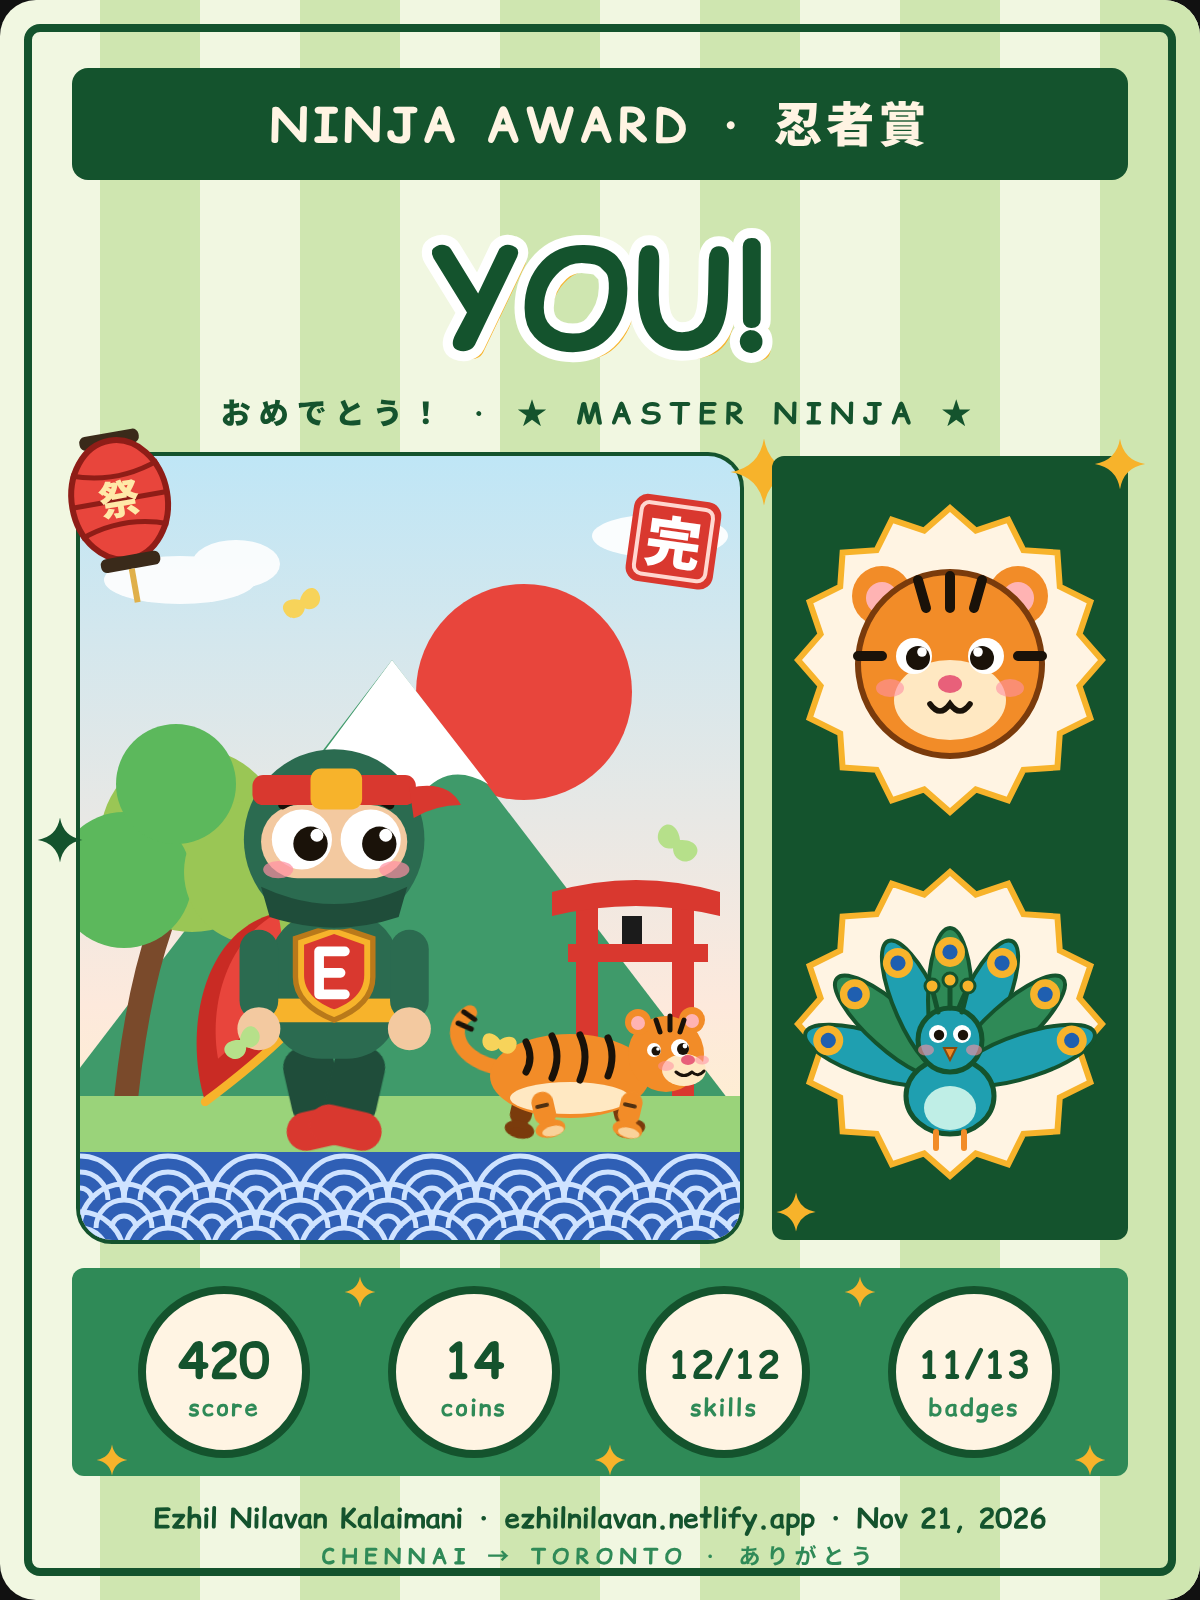 NINJA AWARD · 忍者賞
YOU!
おめでとう! · ★ MASTER NINJA ★
祭
完
E
420
score
14
coins
12/12
skills
11/13
badges
Ezhil Nilavan Kalaimani · ezhilnilavan.netlify.app · Nov 21, 2026
CHENNAI → TORONTO · ありがとう